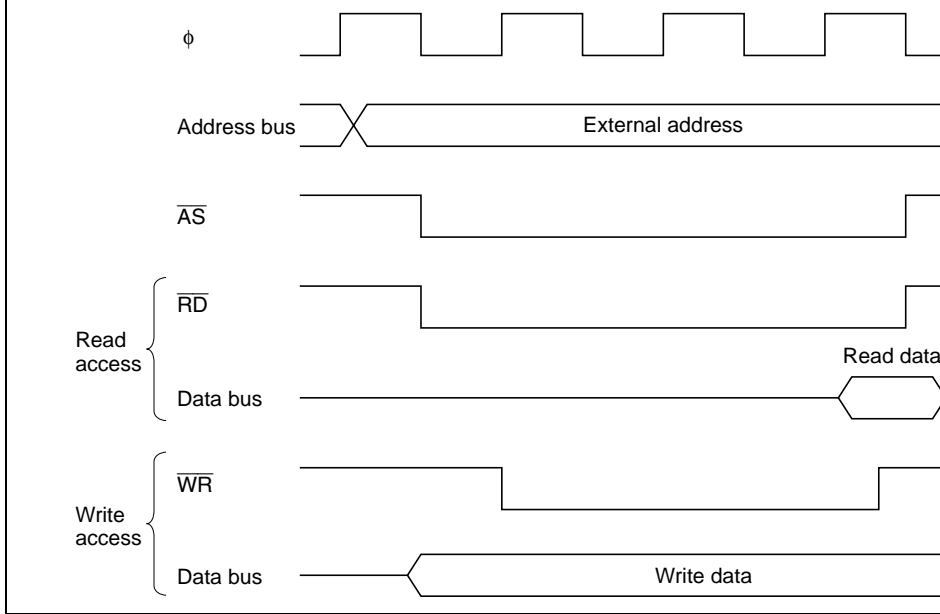 ϕ
Address bus
External address
AS
RD
Read
access
Read data
Data bus
WR
Write
access
Data bus
Write data